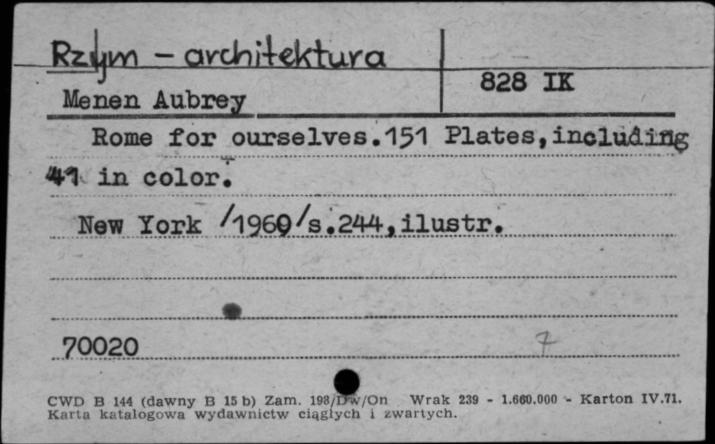 Rzym - architektura
828 IK
Menen Aubrey
Rome for ourselves.151 Plates,including
41 in color.
New York /1960/s.244,ilustr.
70020
7
CWD B 144 (dawny B 15 b) Zam. 198/Dw/On Wrak 239 - 1.660.000 - Karton IV.71.
Karta katalogowa wydawnictw ciągłych i zwartych.